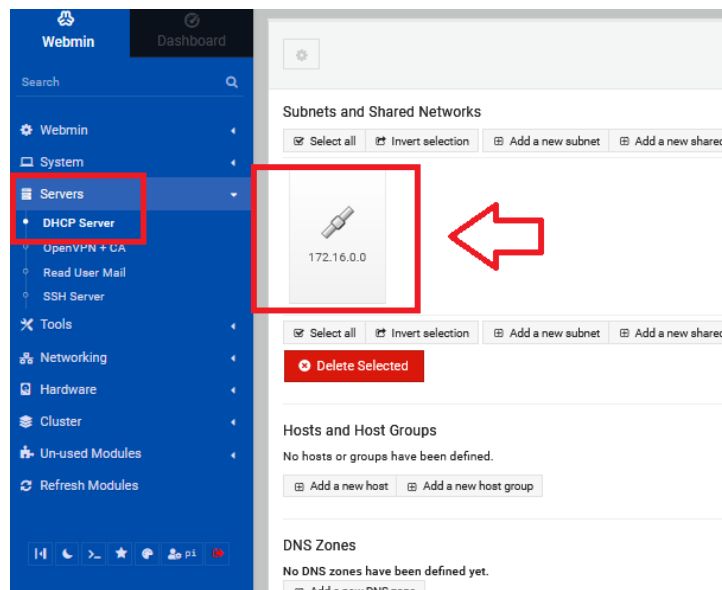 Webmin
Dashboard
Search
Webmin
System
Servers
DHCP Server
OpenVPN + CA
Read User Mail
SSH Server
Tools
Networking
Hardware
Cluster
Un-used Modules
Refresh Modules
pi
Subnets and Shared Networks
Select all Invert selection Add a new subnet Add a new shared
172.16.0.0
Select all Invert selection Add a new subnet Add a new shared
Delete Selected
Hosts and Host Groups
No hosts or groups have been defined.
Add a new host Add a new host group
DNS Zones
No DNS zones have been defined yet.
Add a new DNS zone